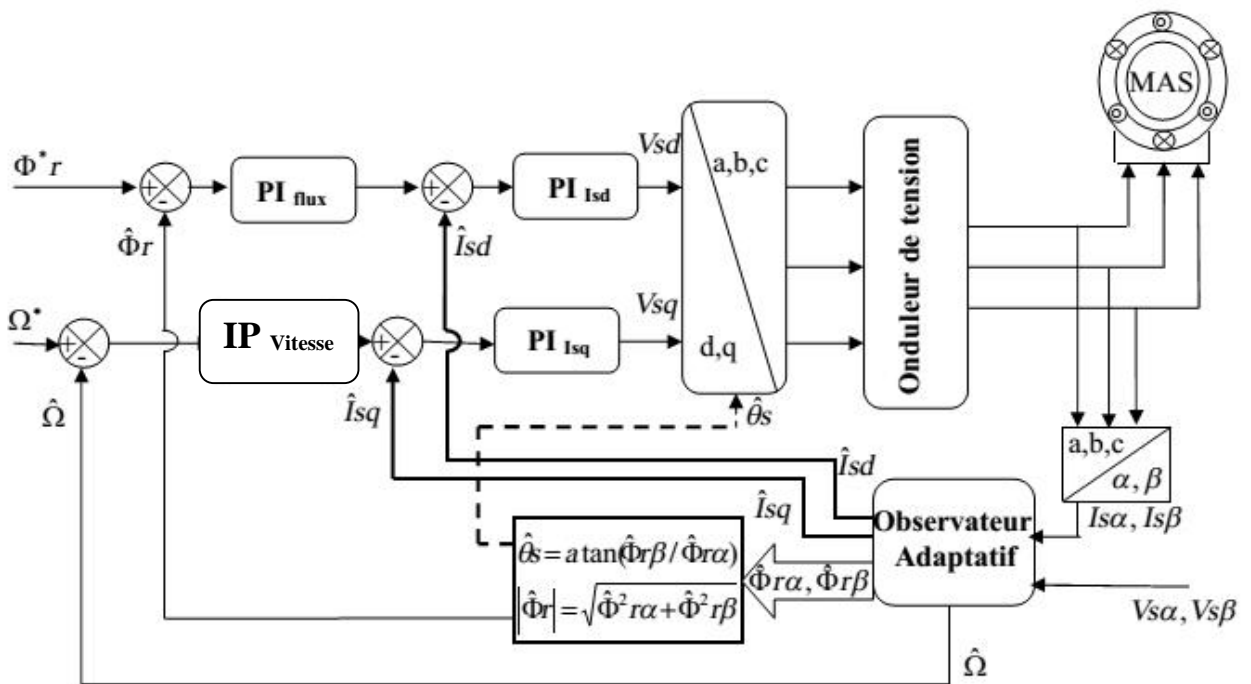 MAS
Φ*r
+
-
PI flux
+
-
PI Isd
Vsd
a,b,c
d,q
Onduleur de tension
Φ̂r
Îsd
Ω*
+
-
IP Vitesse
+
-
PI Isq
Vsq
Ω̂
Îsq
θ̂s
a,b,c
α, β
Îsd
Îsq
Observateur
Adaptatif
Isα, Isβ
θ̂s = a tan(Φ̂rβ / Φ̂rα)
|Φ̂r| = √Φ̂²rα + Φ̂²rβ
Φ̂rα, Φ̂rβ
Vsα, Vsβ
Ω̂